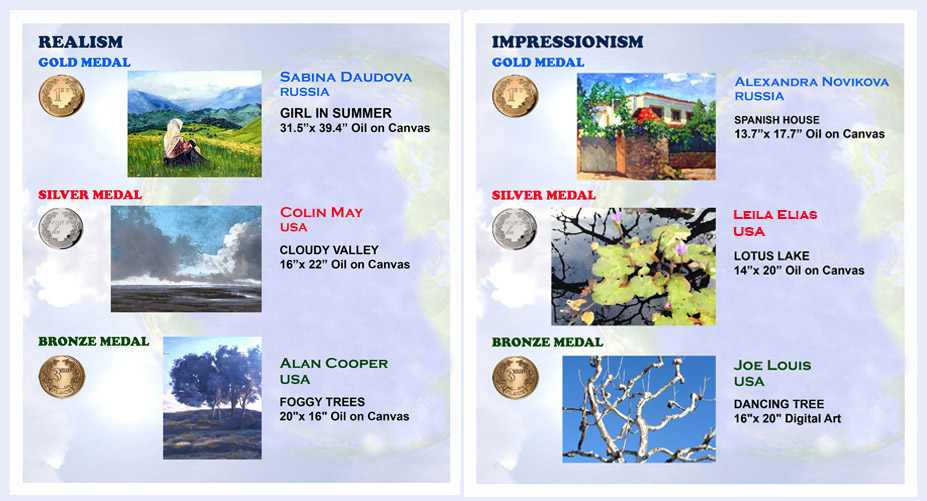 REALISM
GOLD MEDAL
1ST
SABINA DAUDOVA
RUSSIA
GIRL IN SUMMER
31.5”x 39.4” Oil on Canvas
SILVER MEDAL
COLIN MAY
USA
CLOUDY VALLEY
16”x 22” Oil on Canvas
BRONZE MEDAL
ALAN COOPER
USA
FOGGY TREES
20"x 16" Oil on Canvas
IMPRESSIONISM
GOLD MEDAL
1ST
ALEXANDRA NOVIKOVA
RUSSIA
SPANISH HOUSE
13.7”x 17.7” Oil on Canvas
SILVER MEDAL
LEILA ELIAS
USA
LOTUS LAKE
14”x 20” Oil on Canvas
BRONZE MEDAL
JOE LOUIS
USA
DANCING TREE
16"x 20" Digital Art